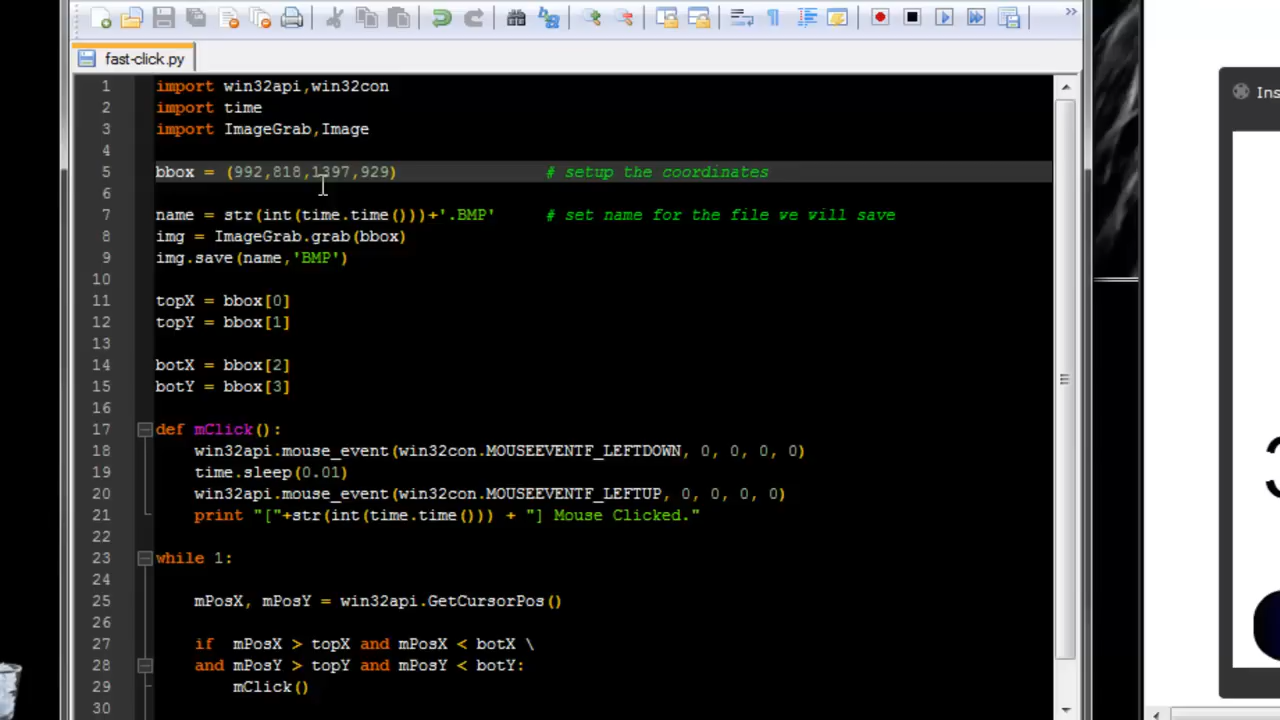 fast-click.py
1 import win32api,win32con
2 import time
3 import ImageGrab,Image
4
5 bbox = (992,818,1397,929) # setup the coordinates
6
7 name = str(int(time.time()))+'.BMP' # set name for the file we will save
8 img = ImageGrab.grab(bbox)
9 img.save(name,'BMP')
10
11 topX = bbox[0]
12 topY = bbox[1]
13
14 botX = bbox[2]
15 botY = bbox[3]
16
17 def mClick():
18 win32api.mouse_event(win32con.MOUSEEVENTF_LEFTDOWN, 0, 0, 0, 0)
19 time.sleep(0.01)
20 win32api.mouse_event(win32con.MOUSEEVENTF_LEFTUP, 0, 0, 0, 0)
21 print "["+str(int(time.time())) + "] Mouse Clicked."
22
23 while 1:
24
25 mPosX, mPosY = win32api.GetCursorPos()
26
27 if mPosX > topX and mPosX < botX \
28 and mPosY > topY and mPosY < botY:
29 mClick()
30
Ins